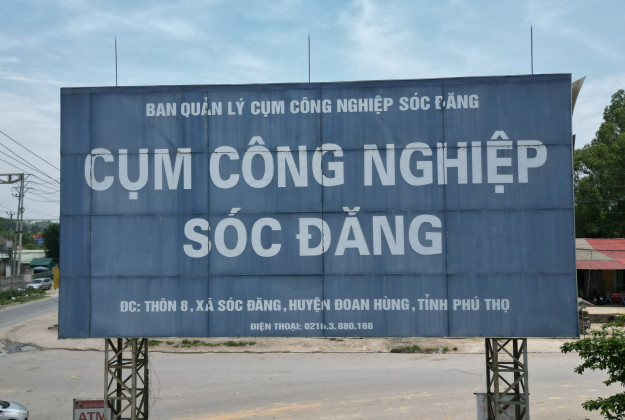 BAN QUẢN LÝ CỤM CÔNG NGHIỆP SÓC ĐĂNG
CỤM CÔNG NGHIỆP
SÓC ĐĂNG
ĐC: THÔN 8, XÃ SÓC ĐĂNG, HUYỆN ĐOAN HÙNG, TỈNH PHÚ THỌ
ĐIỆN THOẠI: 0210.3.880.168
ATM